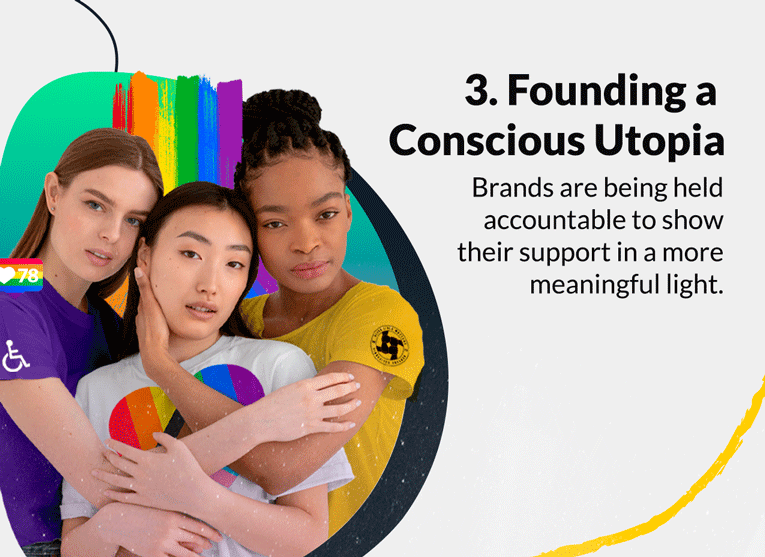 3. Founding a
Conscious Utopia
Brands are being held
accountable to show
their support in a more
meaningful light.
78